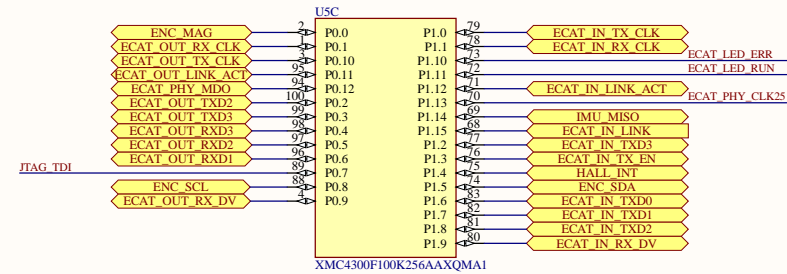 U5C
ENC_MAG 2 P0.0 P1.0 79 ECAT_IN_TX_CLK
ECAT_OUT_RX_CLK 1 P0.1 P1.1 78 ECAT_IN_RX_CLK
ECAT_OUT_TX_CLK 3 P0.10 P1.10 73 ECAT_LED_ERR
ECAT_OUT_LINK_ACT 95 P0.11 P1.11 72 ECAT_LED_RUN
ECAT_PHY_MDO 94 P0.12 P1.12 71 ECAT_IN_LINK_ACT
ECAT_OUT_TXD2 100 P0.2 P1.13 70 ECAT_PHY_CLK25
ECAT_OUT_TXD3 99 P0.3 P1.14 69 IMU_MISO
ECAT_OUT_RXD3 98 P0.4 P1.15 68 ECAT_IN_LINK
ECAT_OUT_RXD2 97 P0.5 P1.2 77 ECAT_IN_TXD3
ECAT_OUT_RXD1 96 P0.6 P1.3 76 ECAT_IN_TX_EN
JTAG_TDI 89 P0.7 P1.4 75 HALL_INT
ENC_SCL 88 P0.8 P1.5 74 ENC_SDA
ECAT_OUT_RX_DV 4 P0.9 P1.6 83 ECAT_IN_TXD0
P1.7 82 ECAT_IN_TXD1
P1.8 81 ECAT_IN_TXD2
P1.9 80 ECAT_IN_RX_DV
XMC4300F100K256AAXQMA1